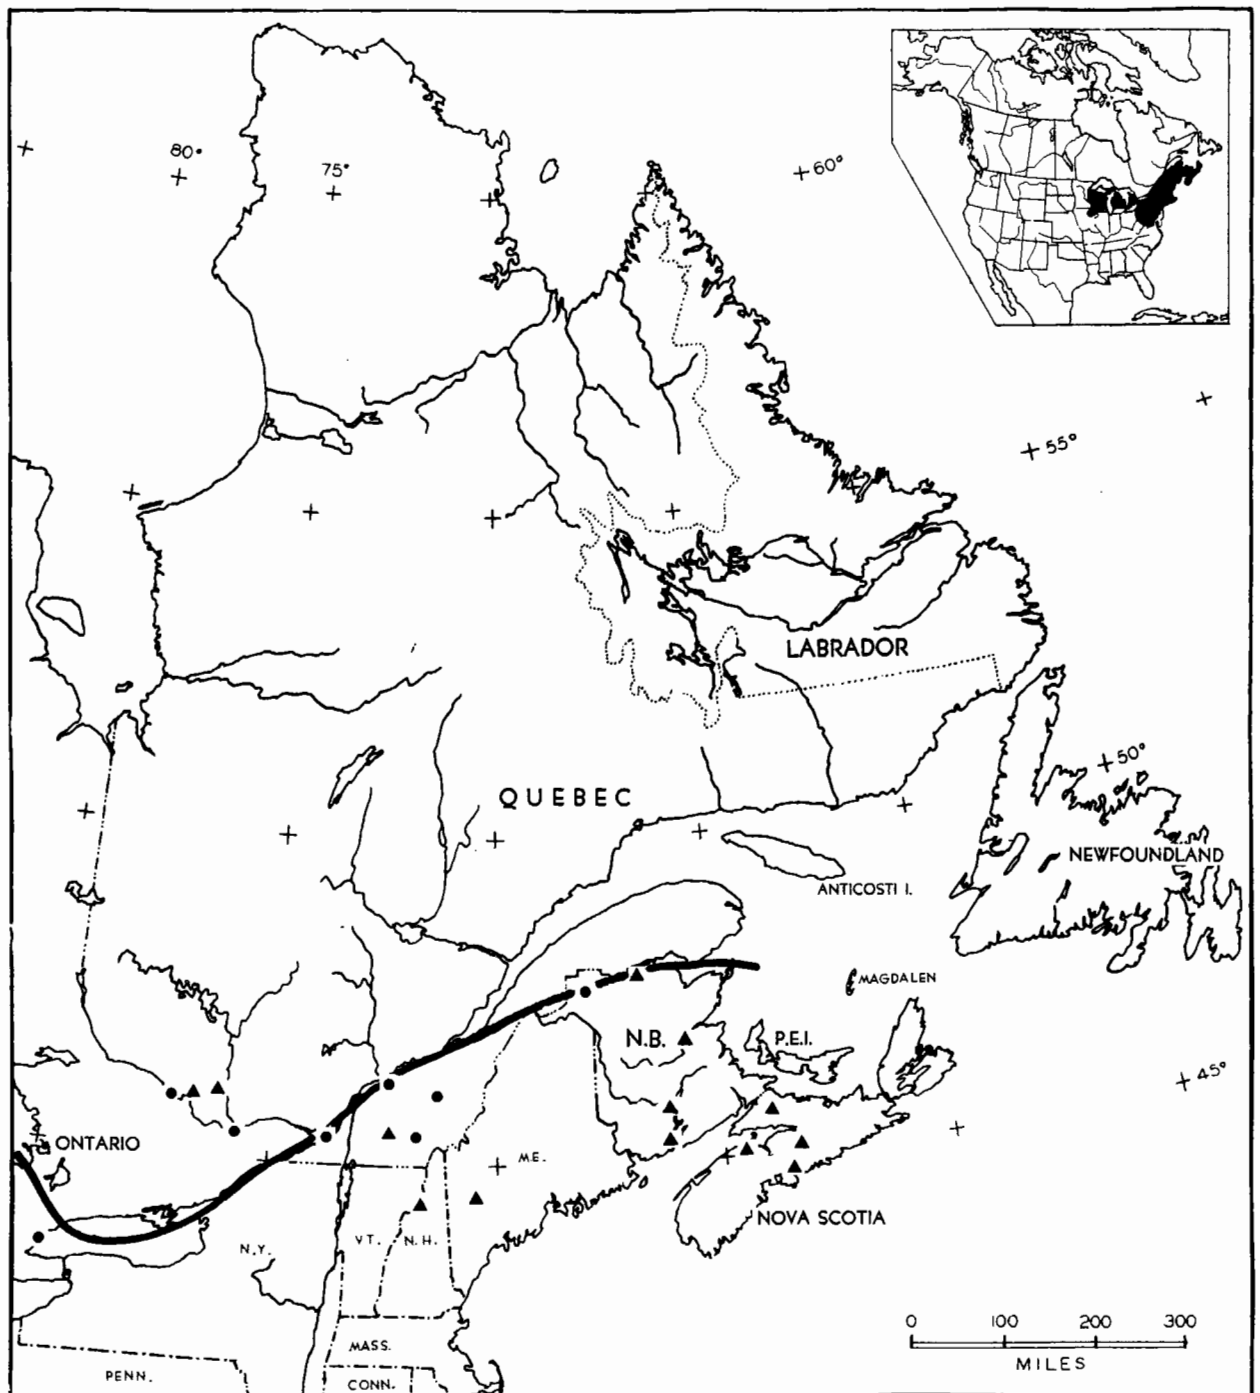 80°
75°
60°
55°
LABRADOR
50°
QUEBEC
NEWFOUNDLAND
ANTICOSTI I.
MAGDALEN
N.B.
P.E.I.
45°
ONTARIO
ME.
NOVA SCOTIA
N.Y.
VT.
N.H.
0 100 200 300
MILES
MASS.
PENN.
CONN.